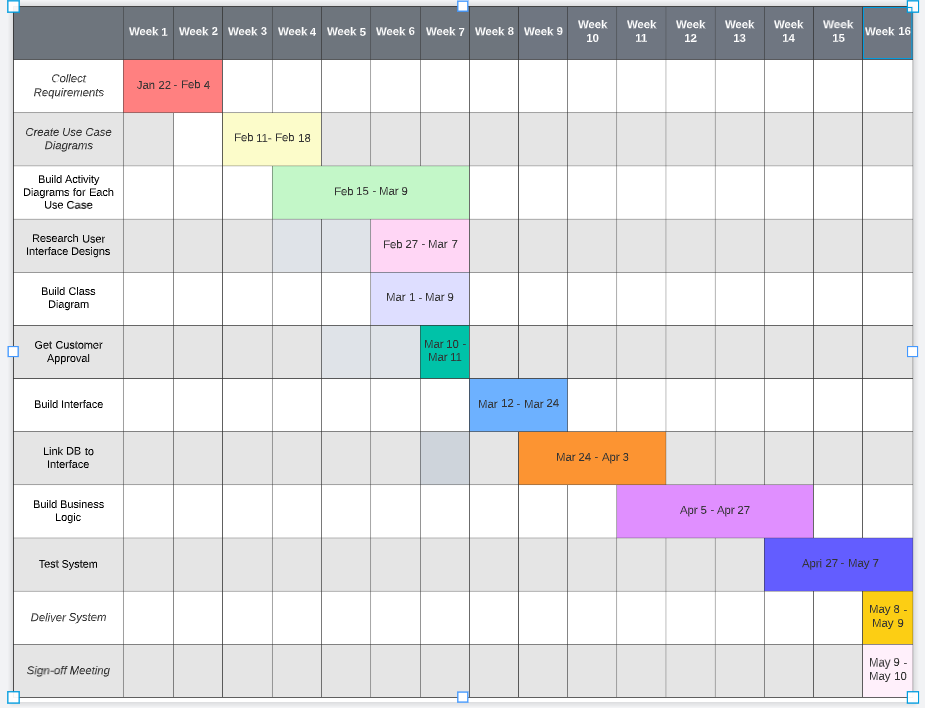 Week 1 Week 2 Week 3 Week 4 Week 5 Week 6 Week 7 Week 8 Week 9 Week 10 Week 11 Week 12 Week 13 Week 14 Week 15 Week 16
Collect
Requirements
Jan 22 - Feb 4
Create Use Case
Diagrams
Feb 11- Feb 18
Build Activity
Diagrams for Each
Use Case
Feb 15 - Mar 9
Research User
Interface Designs
Feb 27 - Mar 7
Build Class
Diagram
Mar 1 - Mar 9
Get Customer
Approval
Mar 10 -
Mar 11
Build Interface
Mar 12 - Mar 24
Link DB to
Interface
Mar 24 - Apr 3
Build Business
Logic
Apr 5 - Apr 27
Test System
Apri 27 - May 7
Deliver System
May 8 -
May 9
Sign-off Meeting
May 9 -
May 10